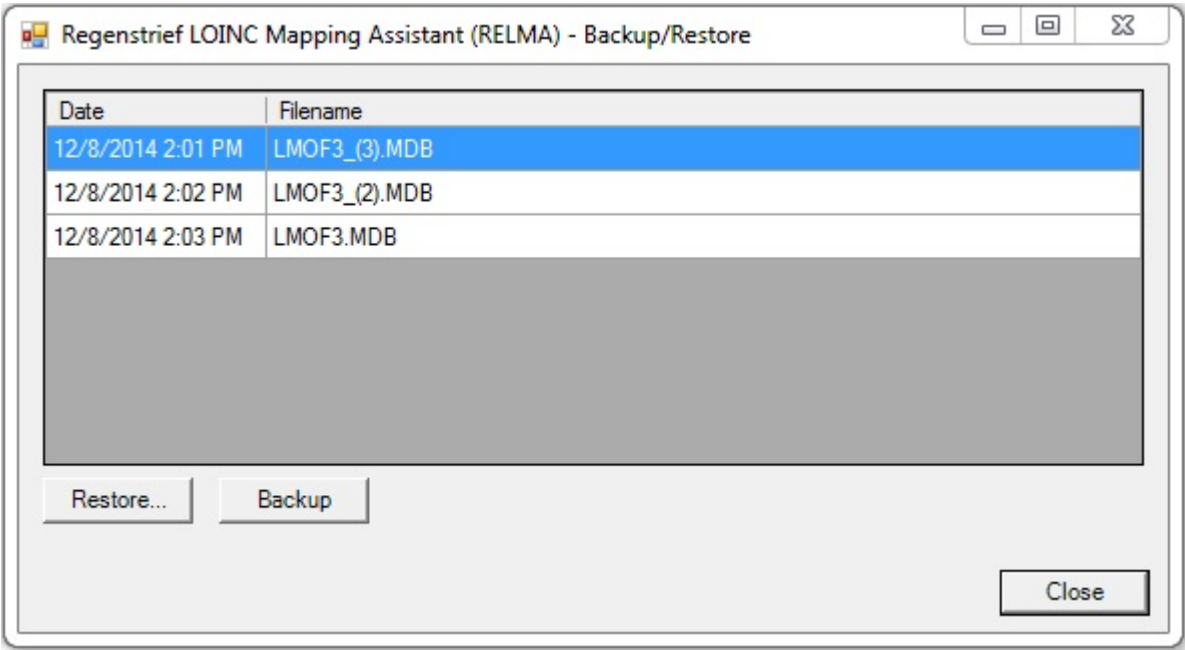 Regenstrief LOINC Mapping Assistant (RELMA) - Backup/Restore
Date Filename
12/8/2014 2:01 PM LMOF3_(3).MDB
12/8/2014 2:02 PM LMOF3_(2).MDB
12/8/2014 2:03 PM LMOF3.MDB
Restore... Backup
Close